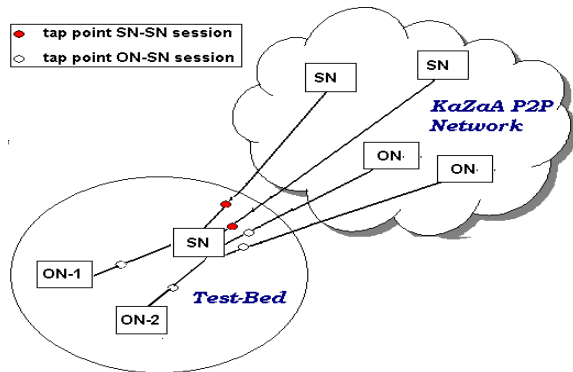 tap point SN-SN session
tap point ON-SN session
SN
SN
KaZaA P2P
Network
ON
ON
SN
ON-1
ON-2
Test-Bed